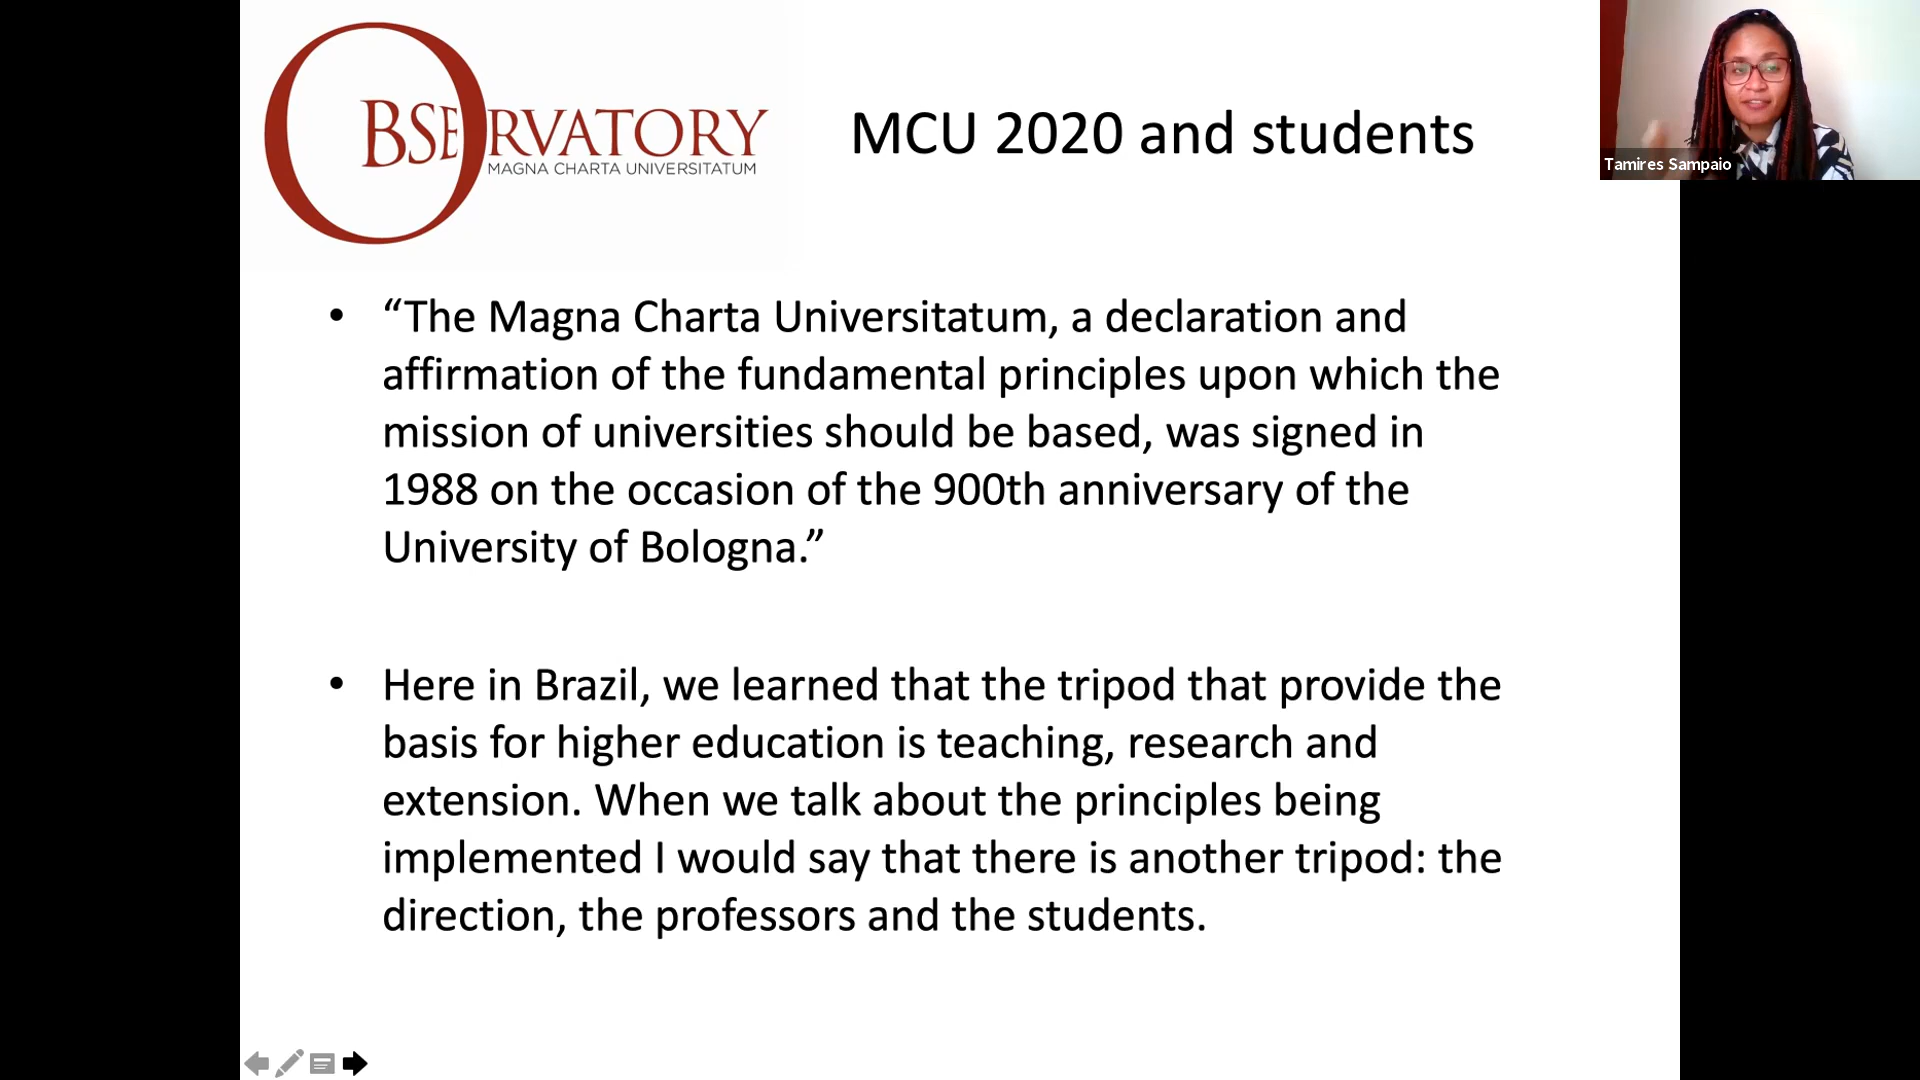 OBSERVATORY
MAGNA CHARTA UNIVERSITATUM
MCU 2020 and students
Tamires Sampaio
• “The Magna Charta Universitatum, a declaration and
affirmation of the fundamental principles upon which the
mission of universities should be based, was signed in
1988 on the occasion of the 900th anniversary of the
University of Bologna.”
• Here in Brazil, we learned that the tripod that provide the
basis for higher education is teaching, research and
extension. When we talk about the principles being
implemented I would say that there is another tripod: the
direction, the professors and the students.